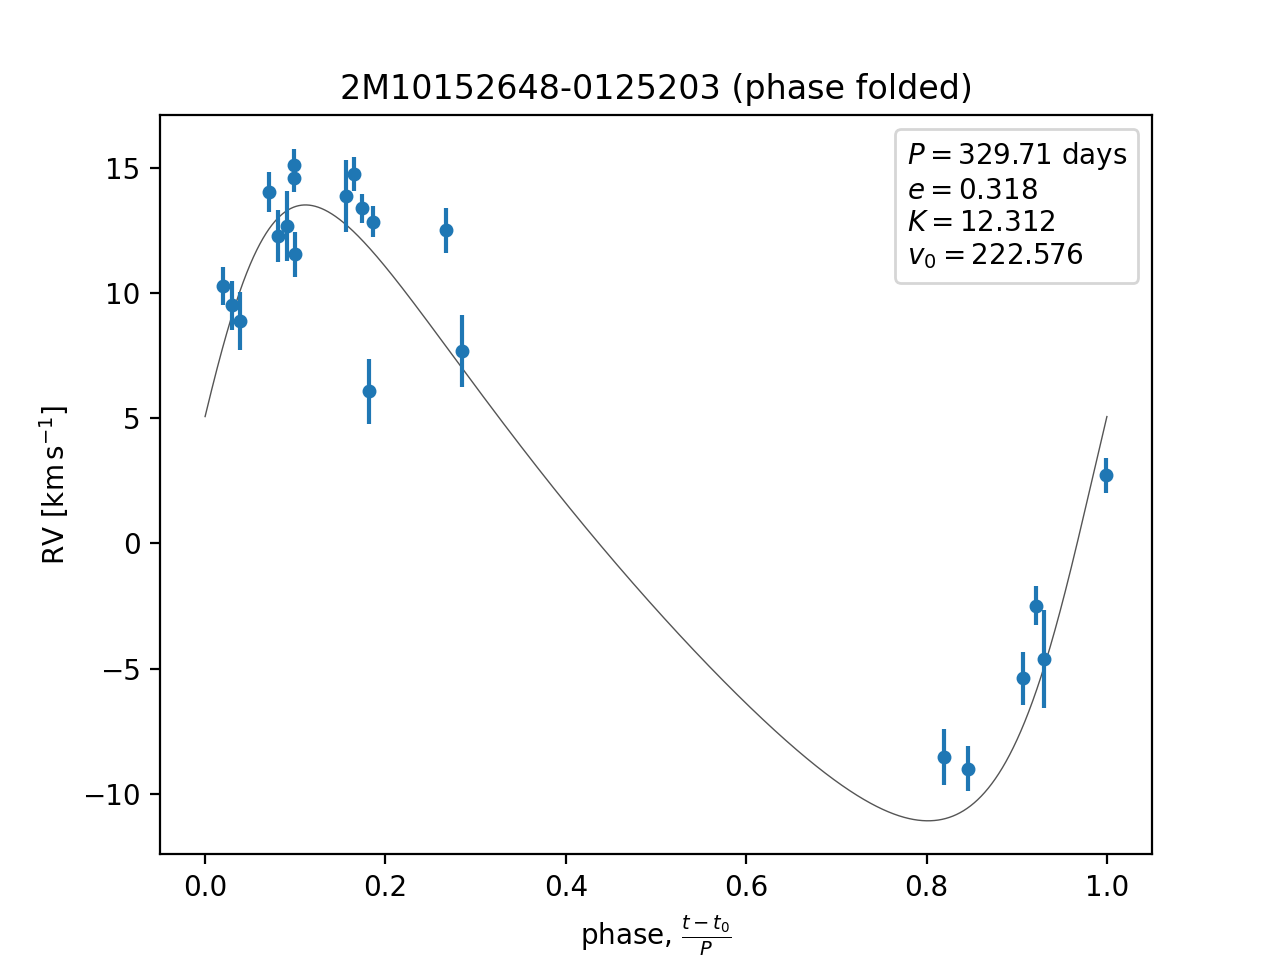 2M10152648-0125203 (phase folded)
P = 329.71 days
e = 0.318
K = 12.312
v₀ = 222.576
RV [km s⁻¹]
15
10
5
0
−5
−10
0.0 0.2 0.4 0.6 0.8 1.0
phase, (t − t₀)/P